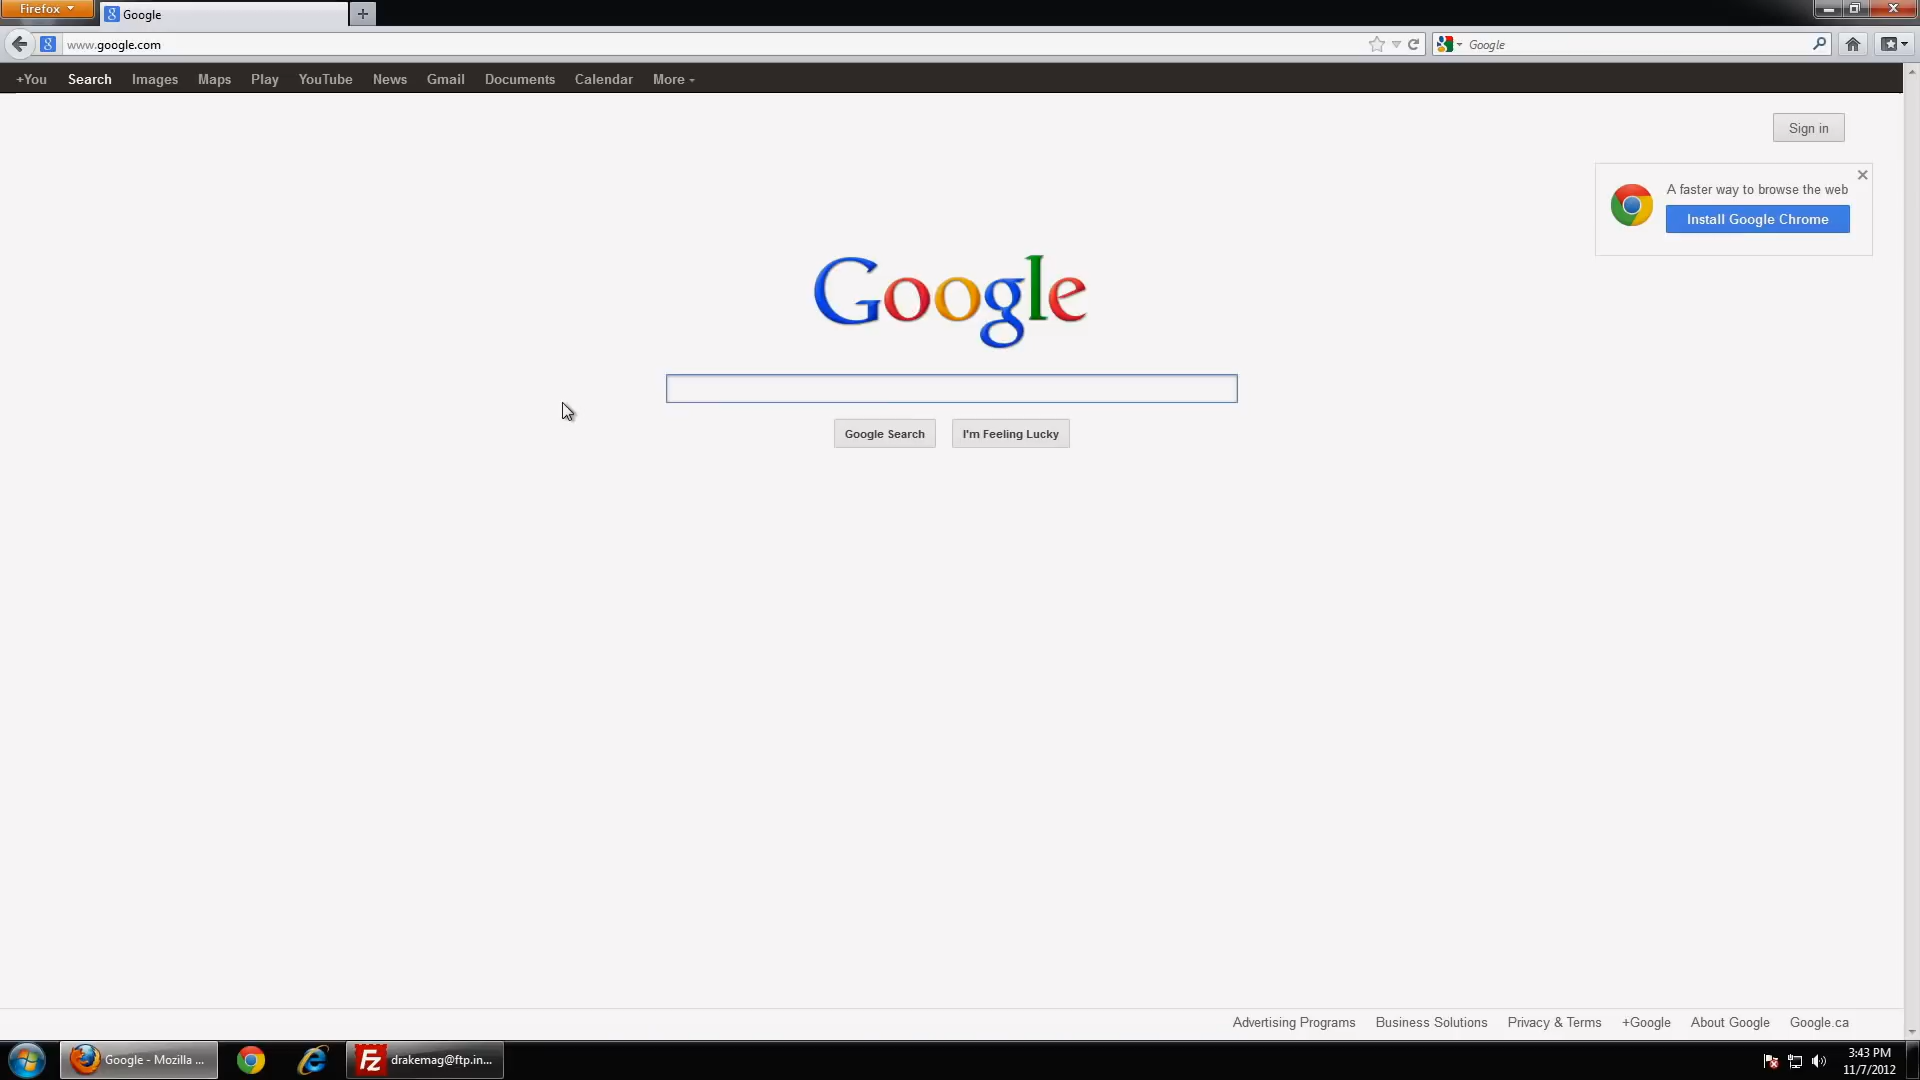 Firefox
Google
www.google.com
Google
+You Search Images Maps Play YouTube News Gmail Documents Calendar More
Sign in
A faster way to browse the web
Install Google Chrome
Google
Google Search I'm Feeling Lucky
Advertising Programs Business Solutions Privacy & Terms +Google About Google Google.ca
Google - Mozilla ...
drakemag@ftp.in...
3:43 PM
11/7/2012